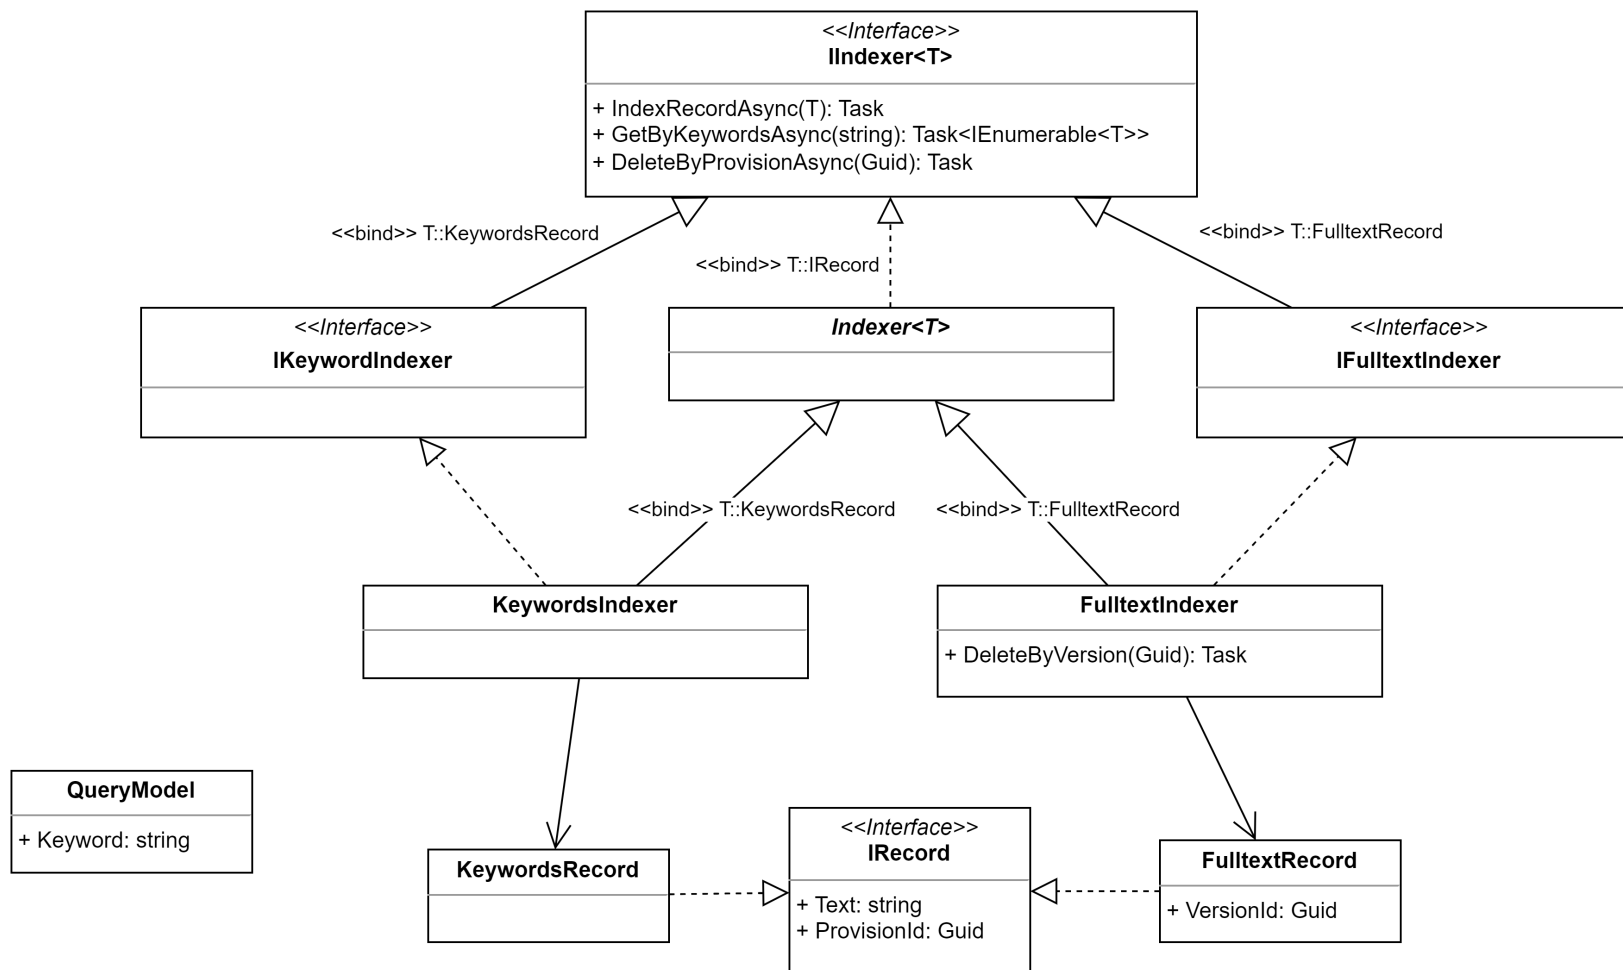 <<Interface>>
IIndexer<T>
+ IndexRecordAsync(T): Task
+ GetByKeywordsAsync(string): Task<IEnumerable<T>>
+ DeleteByProvisionAsync(Guid): Task
<<bind>> T::KeywordsRecord
<<bind>> T::IRecord
<<bind>> T::FulltextRecord
<<Interface>>
IKeywordIndexer
Indexer<T>
<<Interface>>
IFulltextIndexer
<<bind>> T::KeywordsRecord
<<bind>> T::FulltextRecord
KeywordsIndexer
FulltextIndexer
+ DeleteByVersion(Guid): Task
QueryModel
+ Keyword: string
KeywordsRecord
<<Interface>>
IRecord
+ Text: string
+ ProvisionId: Guid
FulltextRecord
+ VersionId: Guid